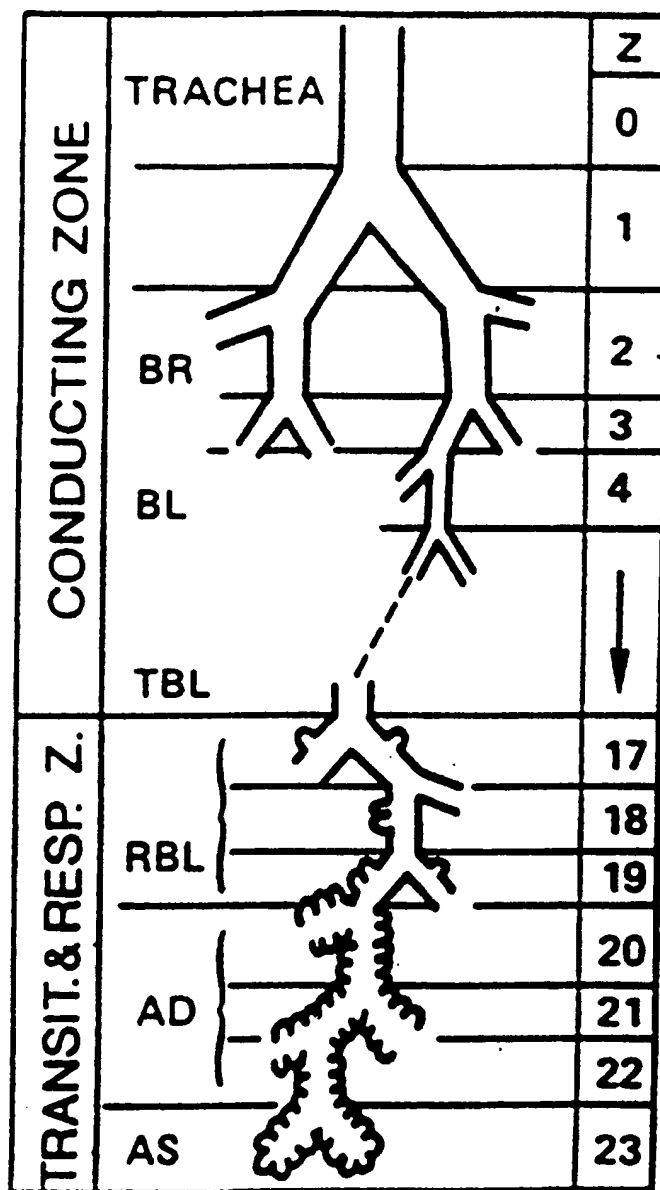 Z
TRACHEA 0
1
BR 2
3
BL 4
TBL
17
18
RBL 19
20
AD 21
22
AS 23
CONDUCTING ZONE
TRANSIT. & RESP. Z.